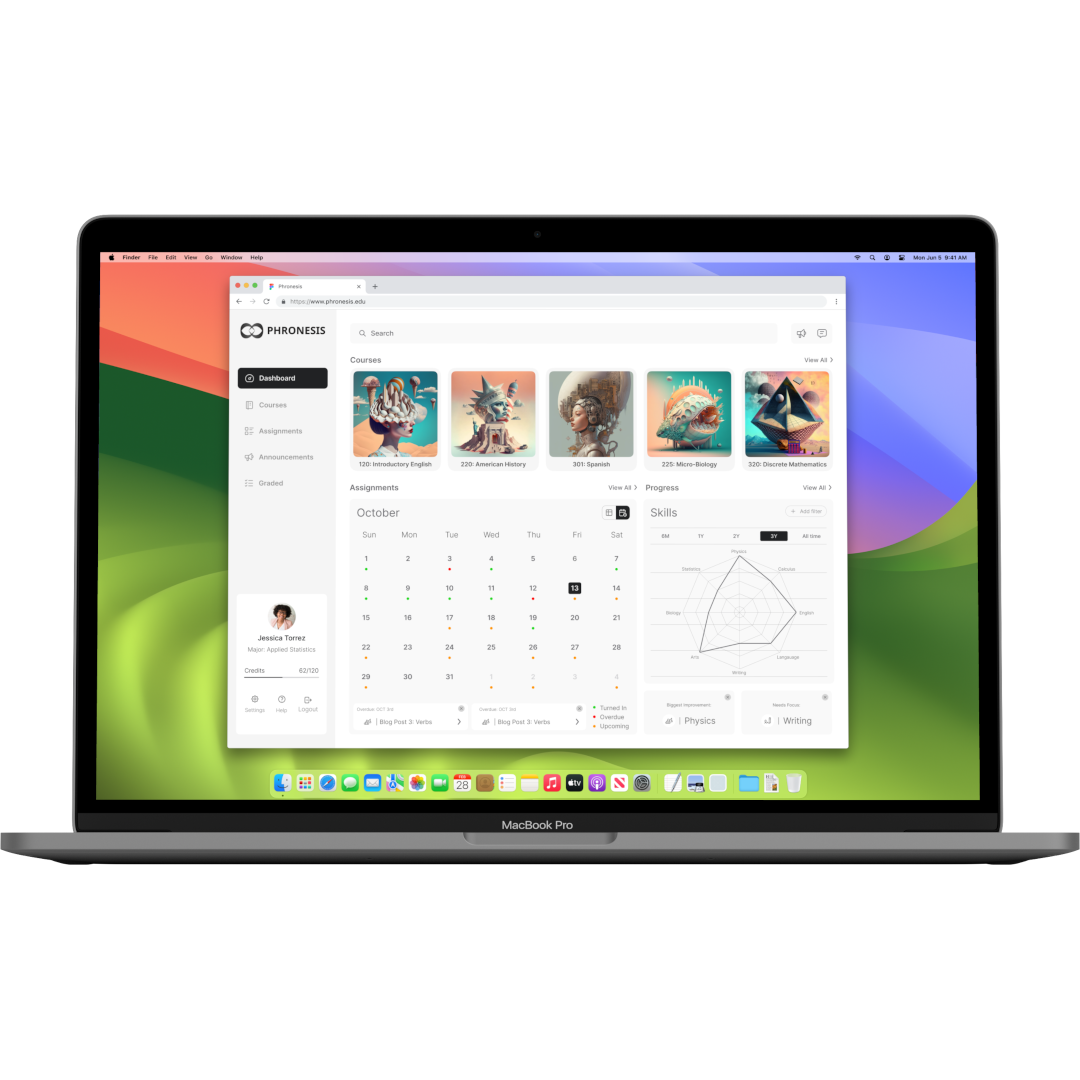 Finder File Edit View Go Window Help
Mon Jun 5 9:41 AM
Phronesis
https://www.phronesis.edu
PHRONESIS
Search
Dashboard
Courses
Assignments
Announcements
Graded
Jessica Torrez
Major: Applied Statistics
Credits 62/120
Settings Help Logout
Courses View All
120: Introductory English 220: American History 301: Spanish 225: Micro-Biology 320: Discrete Mathematics
Assignments View All
October
Sun Mon Tue Wed Thu Fri Sat
1 2 3 4 5 6 7
8 9 10 11 12 13 14
15 16 17 18 19 20 21
22 23 24 25 26 27 28
29 30 31 1 2 3 4
Overdue OCT 3rd Overdue OCT 3rd
Blog Post 3: Verbs Blog Post 3: Verbs
Turned In
Overdue
Upcoming
Progress View All
Skills
1Y 2Y 3Y All time
Physics
Statistics Calculus
Biology English
Arts
Writing
Biggest Improvement
Physics
Needs Focus
Writing
28
tv
MacBook Pro